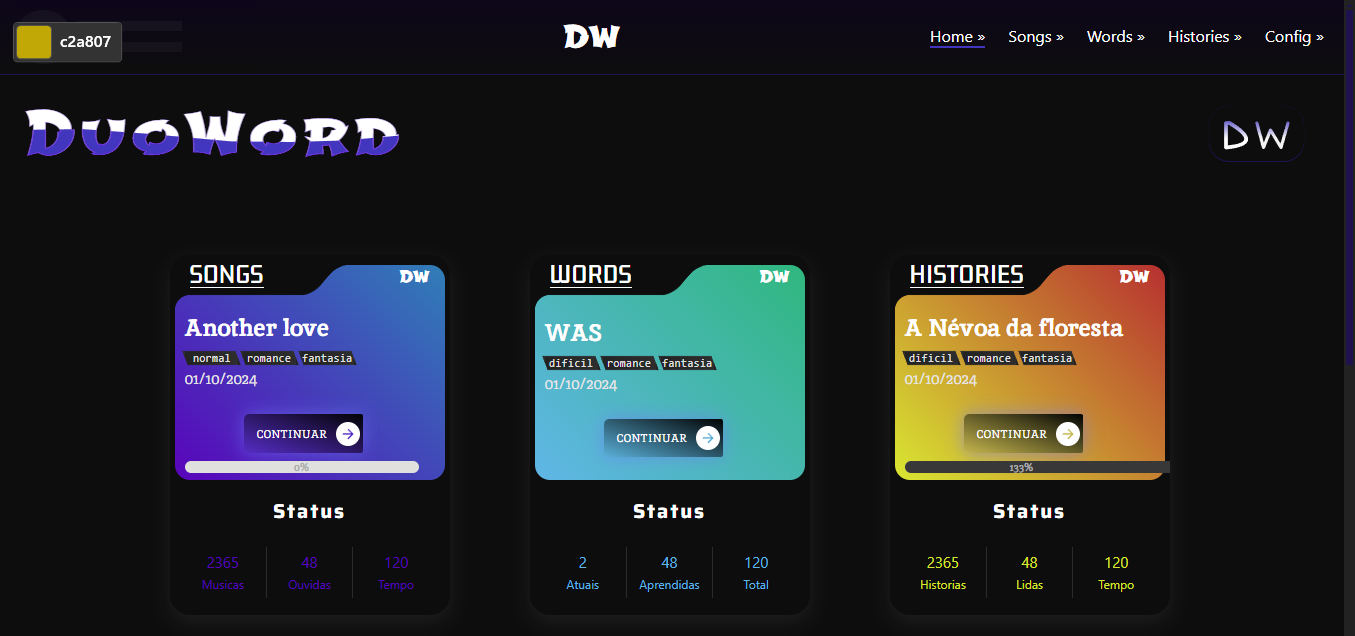 c2a807
DW
Home »
Songs »
Words »
Histories »
Config »
DuoWord
DW
SONGS
DW
Another love
normal romance fantasia
01/10/2024
CONTINUAR
0%
Status
2365 48 120
Musicas Ouvidas Tempo
WORDS
DW
WAS
dificil romance fantasia
01/10/2024
CONTINUAR
Status
2 48 120
Atuais Aprendidas Total
HISTORIES
DW
A Névoa da floresta
dificil romance fantasia
01/10/2024
CONTINUAR
133%
Status
2365 48 120
Historias Lidas Tempo